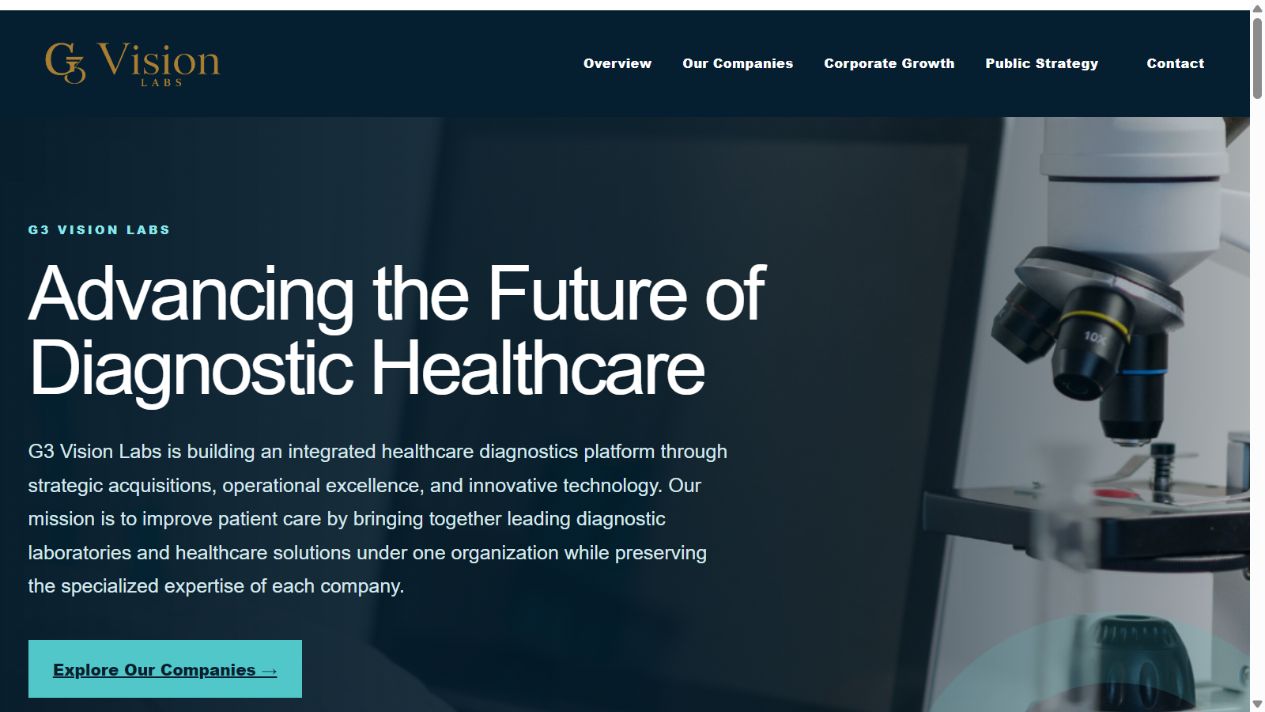 G3 Vision
LABS
Overview
Our Companies
Corporate Growth
Public Strategy
Contact
G3 VISION LABS
Advancing the Future of
Diagnostic Healthcare
G3 Vision Labs is building an integrated healthcare diagnostics platform through
strategic acquisitions, operational excellence, and innovative technology. Our
mission is to improve patient care by bringing together leading diagnostic
laboratories and healthcare solutions under one organization while preserving
the specialized expertise of each company.
Explore Our Companies →
10X